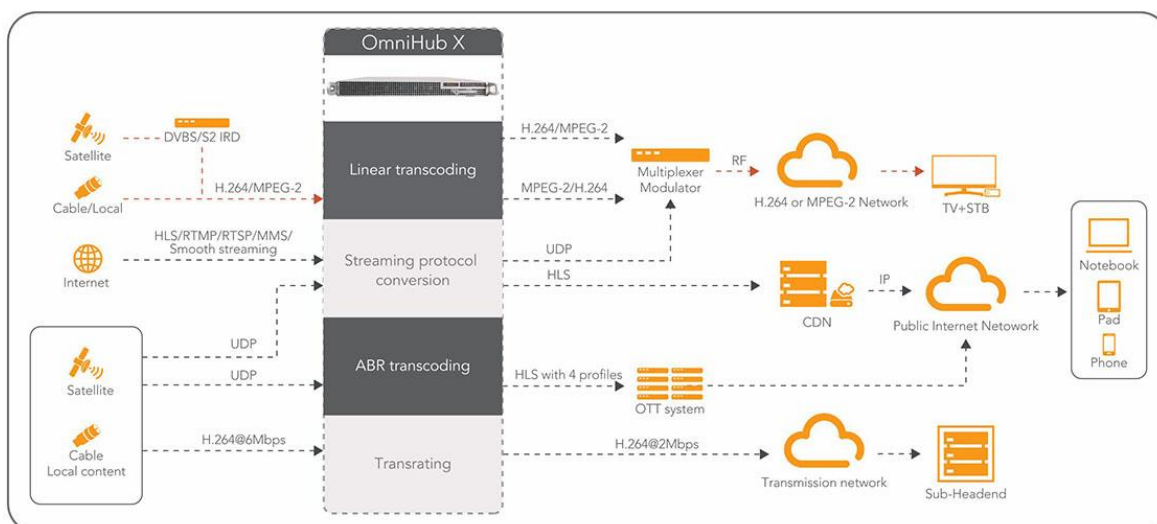 OmniHub X
Satellite
DVBS/S2 IRD
Cable/Local
H.264/MPEG-2
Internet
HLS/RTMP/RTSP/MMS/
Smooth streaming
Satellite
UDP
UDP
Cable
Local content
H.264@6Mbps
Linear transcoding
Streaming protocol
conversion
ABR transcoding
Transrating
H.264/MPEG-2
MPEG-2/H.264
Multiplexer
Modulator
RF
H.264 or MPEG-2 Network
TV+STB
UDP
HLS
CDN
IP
Public Internet Netowork
Notebook
Pad
Phone
HLS with 4 profiles
OTT system
H.264@2Mbps
Transmission network
Sub-Headend